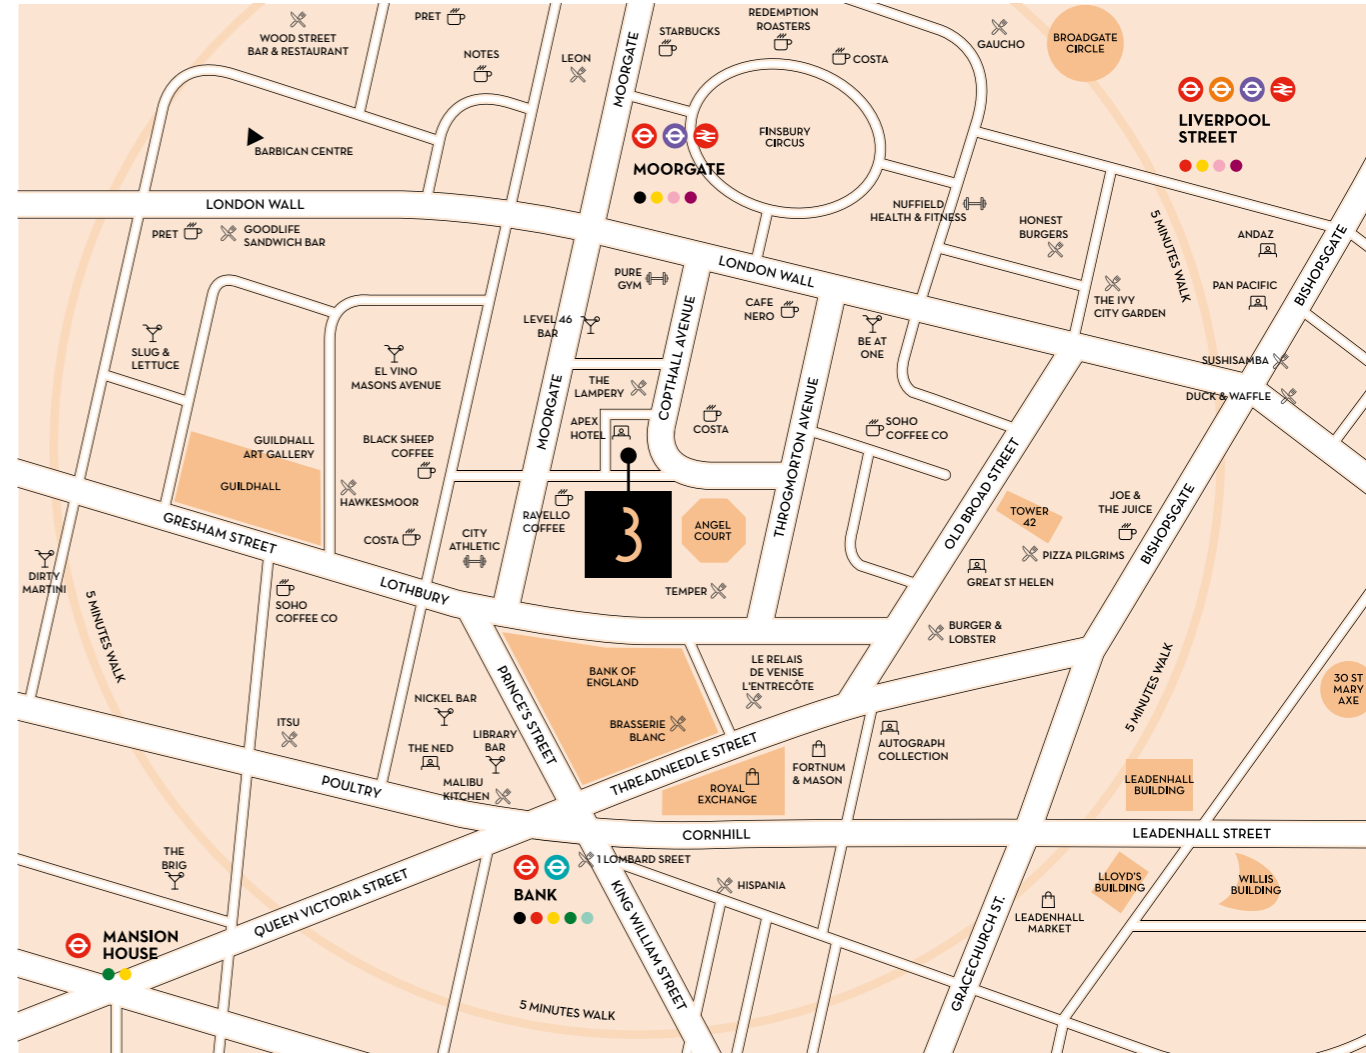 PRET
WOOD STREET
BAR & RESTAURANT
NOTES
LEON
MOORGATE
STARBUCKS
REDEMPTION
ROASTERS
COSTA
GAUCHO
BROADGATE
CIRCLE
LIVERPOOL
STREET
BARBICAN CENTRE
FINSBURY
CIRCUS
MOORGATE
LONDON WALL
NUFFIELD
HEALTH & FITNESS
HONEST
BURGERS
5 MINUTES WALK
ANDAZ
BISHOPSGATE
PRET
GOODLIFE
SANDWICH BAR
PURE
GYM
LONDON WALL
CAFE
NERO
THE IVY
CITY GARDEN
PAN PACIFIC
LEVEL 46
BAR
COPTHALL AVENUE
BE AT
ONE
SLUG &
LETTUCE
EL VINO
MASONS AVENUE
SUSHISAMBA
DUCK & WAFFLE
THE
LAMPERY
MOORGATE
APEX
HOTEL
COSTA
THROGMORTON AVENUE
SOHO
COFFEE CO
OLD BROAD STREET
GUILDHALL
ART GALLERY
BLACK SHEEP
COFFEE
GUILDHALL
HAWKESMOOR
RAVELLO
COFFEE
3
ANGEL
COURT
TOWER
42
JOE &
THE JUICE
BISHOPSGATE
GRESHAM STREET
COSTA
CITY
ATHLETIC
PIZZA PILGRIMS
GREAT ST HELEN
DIRTY
MARTINI
SOHO
COFFEE CO
LOTHBURY
TEMPER
BURGER &
LOBSTER
5 MINUTES WALK
PRINCE'S STREET
BANK OF
ENGLAND
LE RELAIS
DE VENISE
L'ENTRECÔTE
5 MINUTES WALK
30 ST
MARY
AXE
NICKEL BAR
ITSU
THE NED
LIBRARY
BAR
BRASSERIE
BLANC
THREADNEEDLE STREET
AUTOGRAPH
COLLECTION
FORTNUM
& MASON
MALIBU
KITCHEN
POULTRY
ROYAL
EXCHANGE
LEADENHALL
BUILDING
CORNHILL
LEADENHALL STREET
THE
BRIG
1 LOMBARD SREET
BANK
HISPANIA
LLOYD'S
BUILDING
WILLIS
BUILDING
QUEEN VICTORIA STREET
KING WILLIAM STREET
GRACECHURCH ST.
LEADENHALL
MARKET
MANSION
HOUSE
5 MINUTES WALK